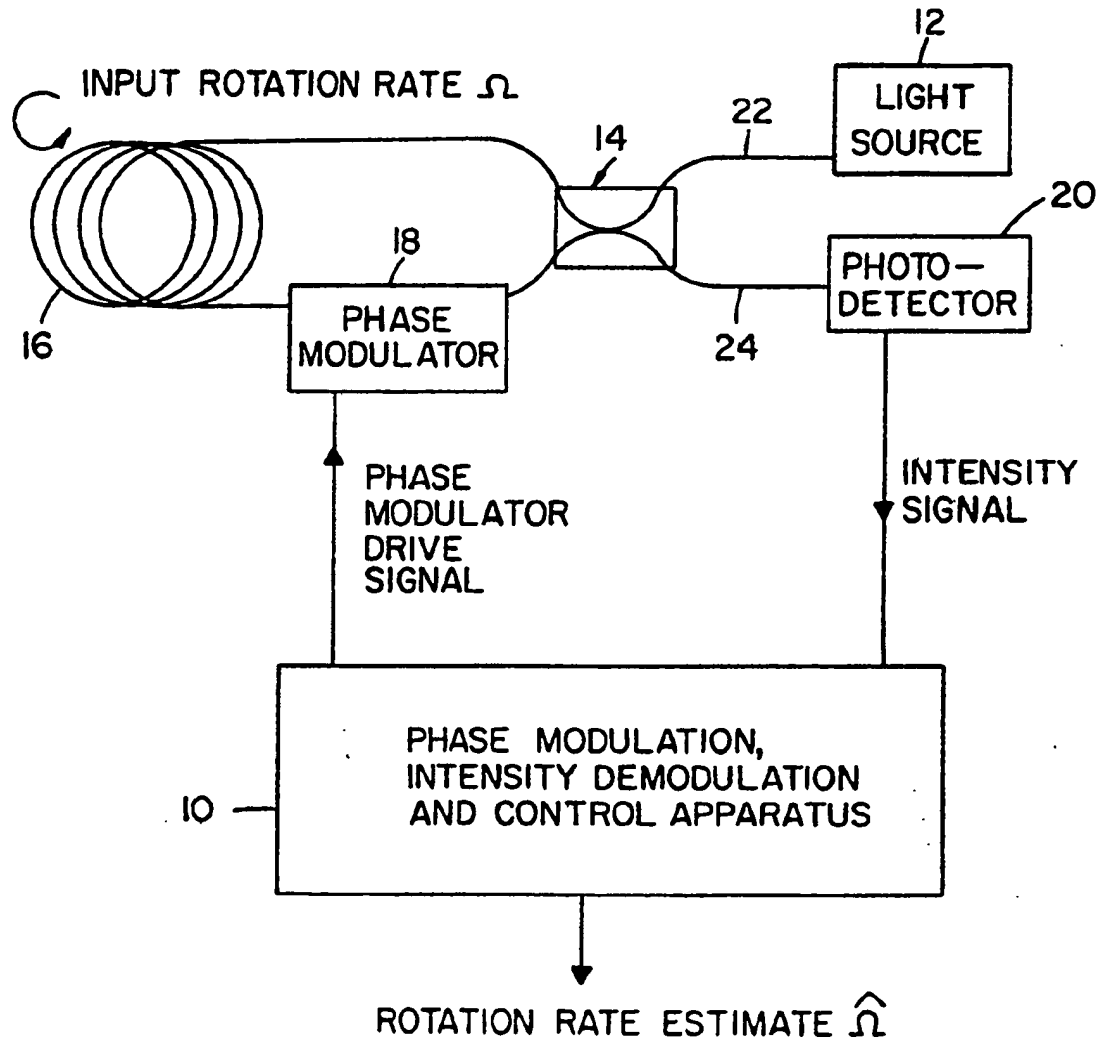 INPUT ROTATION RATE Ω
12
LIGHT
SOURCE
22
14
20
PHOTO—
DETECTOR
18
PHASE
MODULATOR
16
24
PHASE
MODULATOR
DRIVE
SIGNAL
INTENSITY
SIGNAL
PHASE MODULATION,
INTENSITY DEMODULATION
AND CONTROL APPARATUS
10
ROTATION RATE ESTIMATE Ω̂